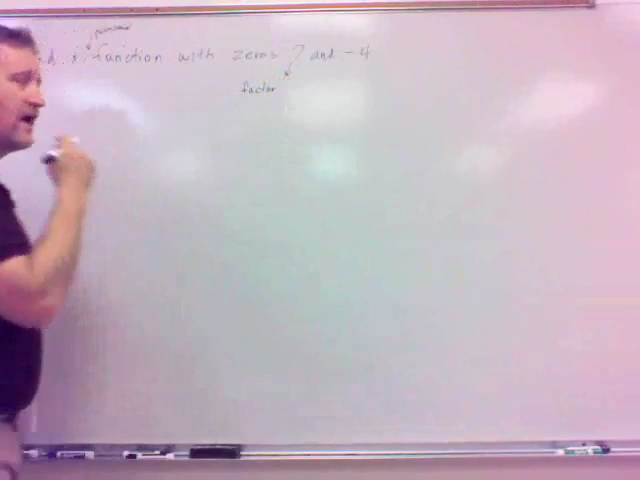 function with zeros 7 and -4
factor